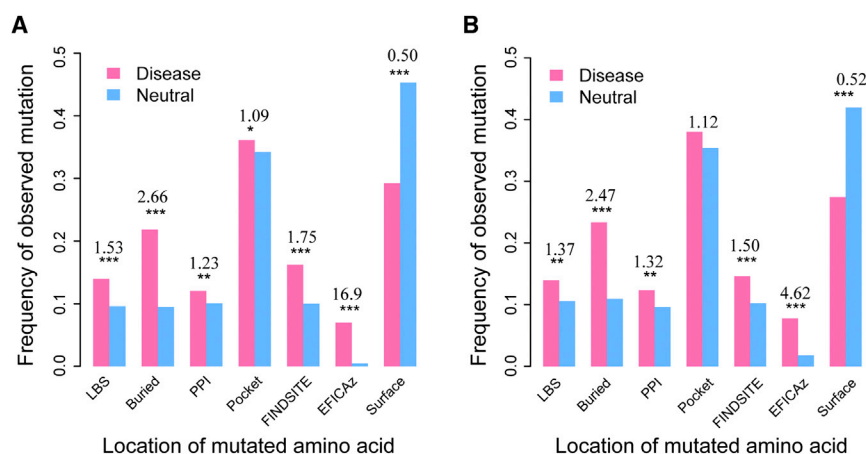 A
Frequency of observed mutation
0.0 0.1 0.2 0.3 0.4 0.5
Disease
Neutral
1.53
***
2.66
***
1.23
**
1.09
*
1.75
***
16.9
***
0.50
***
LBS Buried PPI Pocket FINDSITE EFICAz Surface
Location of mutated amino acid
B
Frequency of observed mutation
0.0 0.1 0.2 0.3 0.4 0.5
Disease
Neutral
1.37
**
2.47
***
1.32
**
1.12
1.50
***
4.62
***
0.52
***
LBS Buried PPI Pocket FINDSITE EFICAz Surface
Location of mutated amino acid